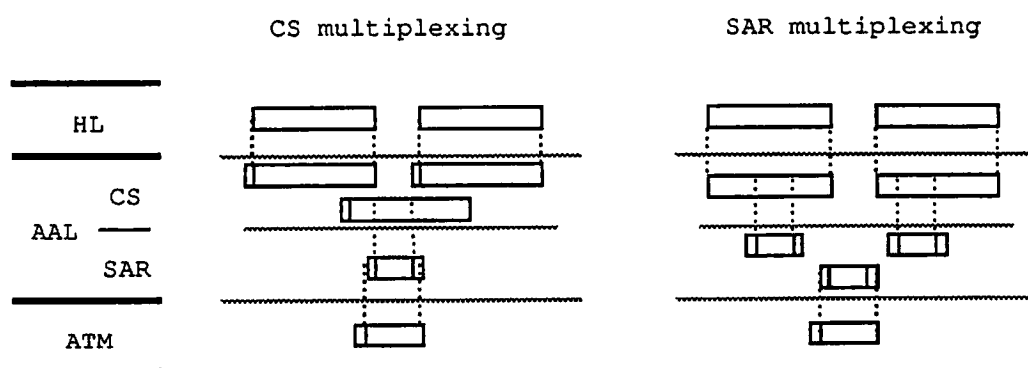 CS multiplexing
SAR multiplexing
HL
CS
AAL
SAR
ATM